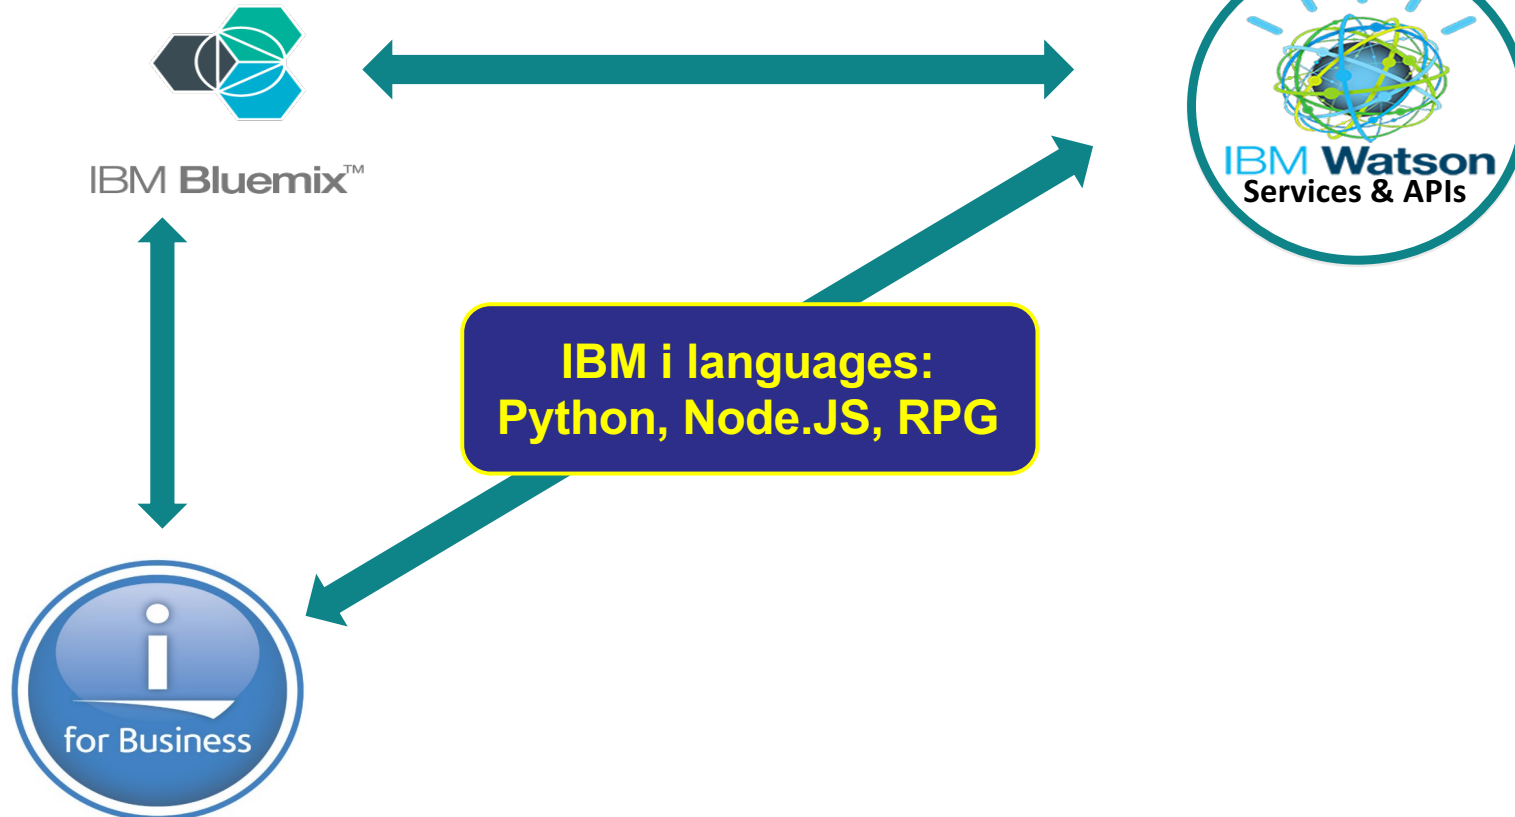 IBM Bluemix™
IBM Watson
Services & APIs
IBM i languages:
Python, Node.JS, RPG
i
for Business